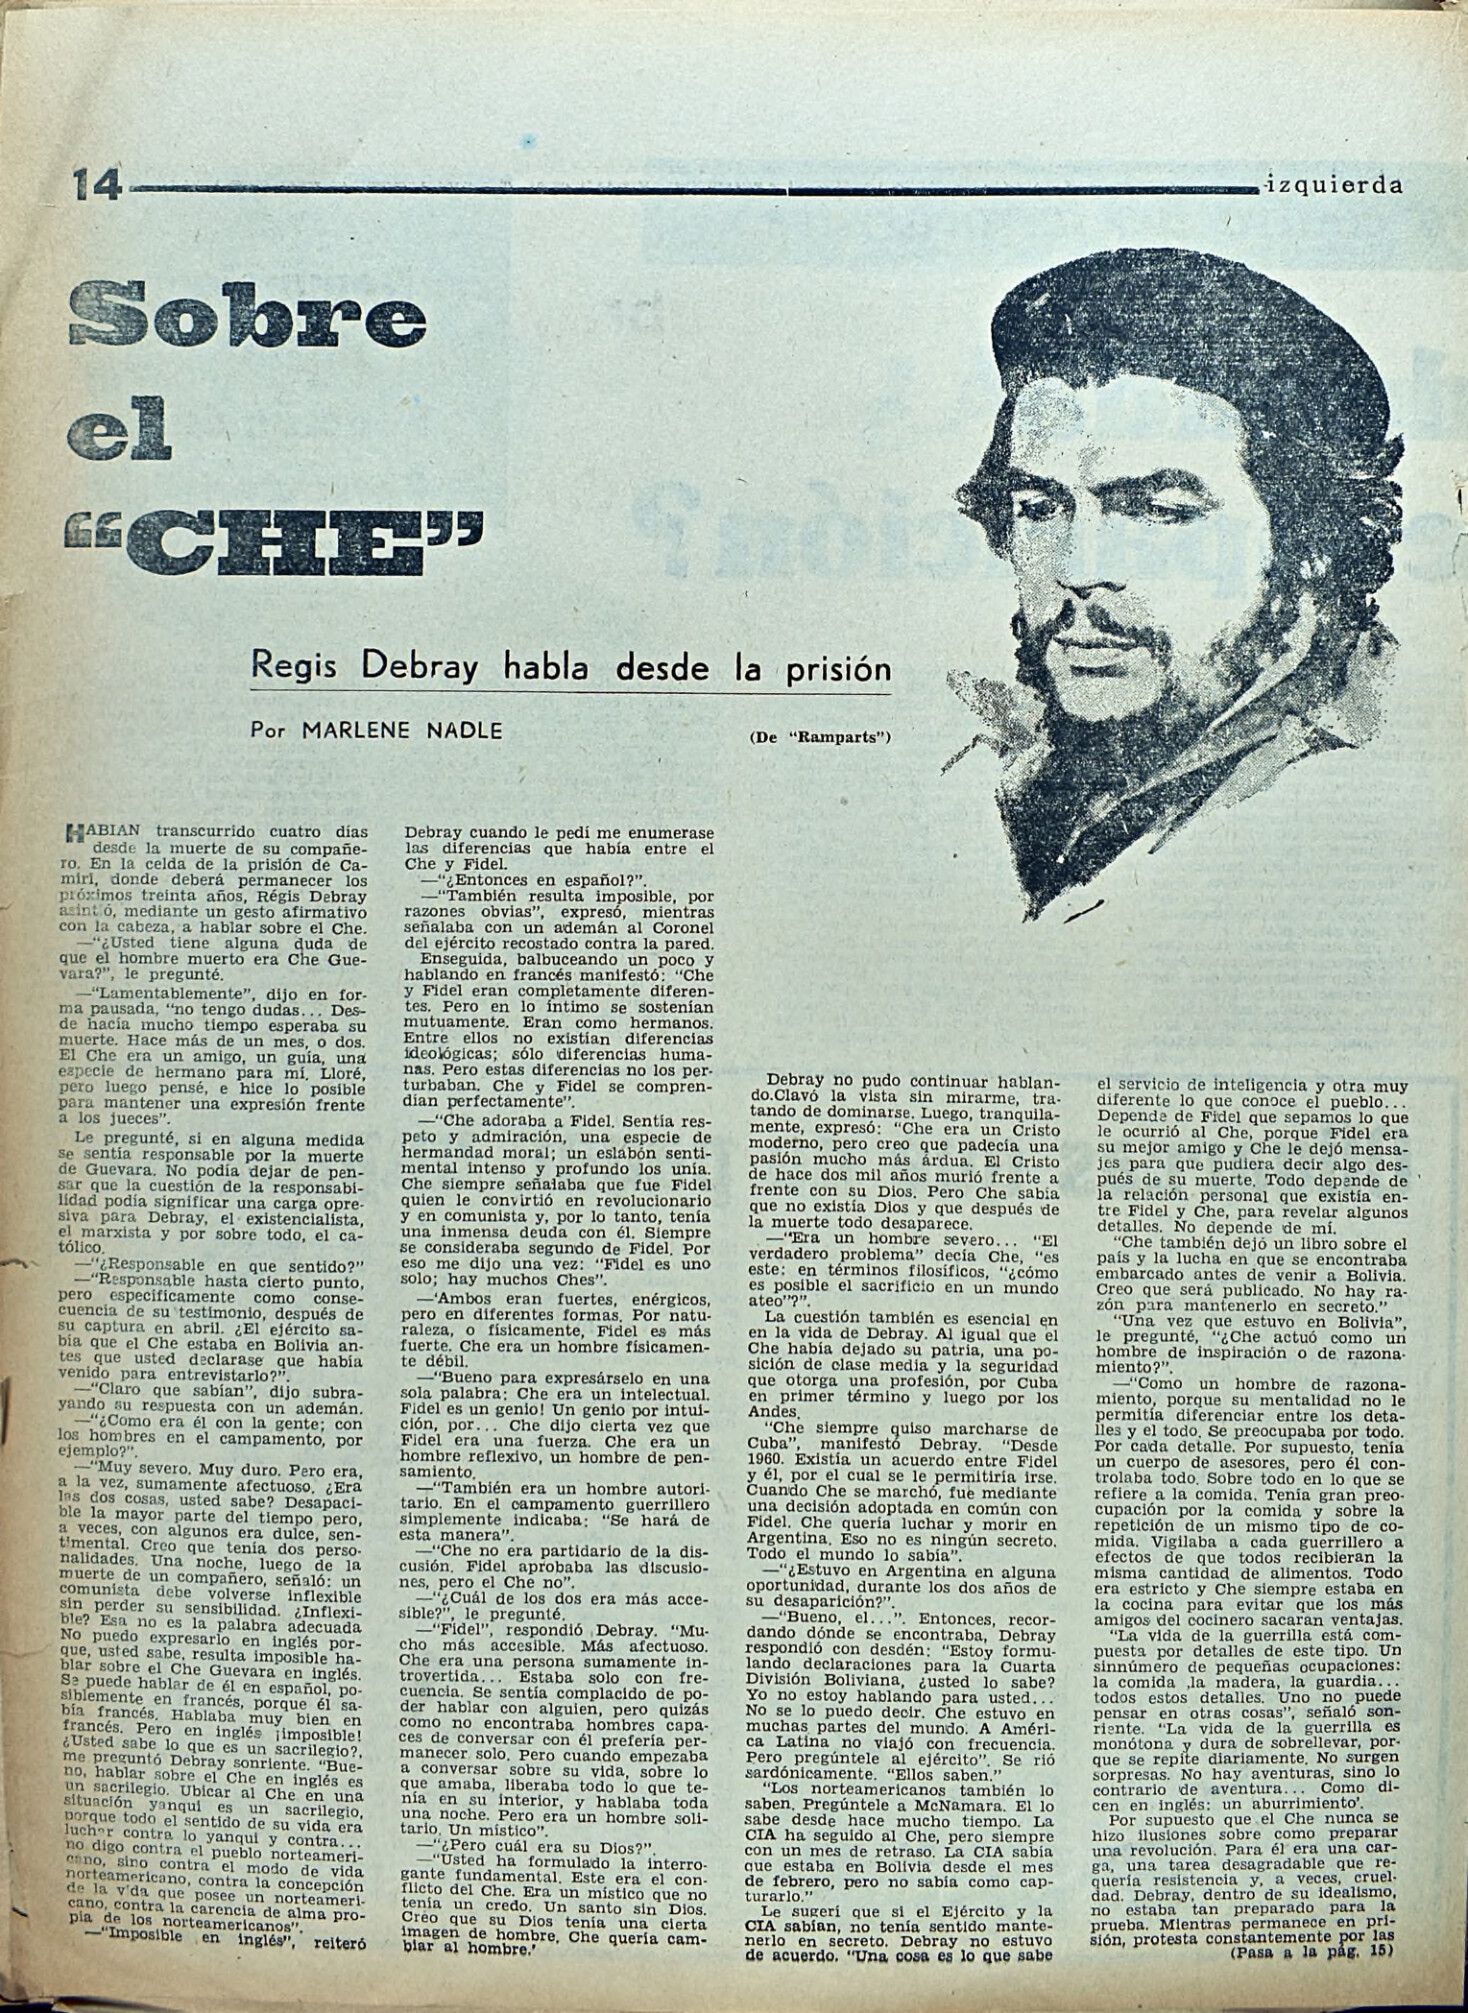 14
izquierda
Sobre
el
“CHE”
Regis Debray habla desde la prisión
Por MARLENE NADLE
(De “Ramparts”)
HABIAN transcurrido cuatro días
desde la muerte de su compañe-
ro. En la celda de la prisión de Ca-
miri, donde deberá permanecer los
próximos treinta años, Régis Debray
asintió, mediante un gesto afirmativo
con la cabeza, a hablar sobre el Che.
—“¿Usted tiene alguna duda de
que el hombre muerto era Che Gue-
vara?”, le pregunté.
—“Lamentablemente”, dijo en for-
ma pausada, “no tengo dudas... Des-
de hacía mucho tiempo esperaba su
muerte. Hace más de un mes, o dos.
El Che era un amigo, un guía, una
especie de hermano para mí. Lloré,
pero luego pensé, e hice lo posible
para mantener una expresión frente
a los jueces”.
Le pregunté, si en alguna medida
se sentía responsable por la muerte
de Guevara. No podía dejar de pen-
sar que la cuestión de la responsabi-
lidad podía significar una carga opre-
siva para Debray, el existencialista,
el marxista y por sobre todo, el ca-
tólico.
—“¿Responsable en que sentido?”
—“Responsable hasta cierto punto,
pero específicamente como conse-
cuencia de su testimonio, después de
su captura en abril. ¿El ejército sa-
bía que el Che estaba en Bolivia an-
tes que usted declarase que había
venido para entrevistarlo?”.
—“Claro que sabían”, dijo subra-
yando su respuesta con un ademán.
—“¿Como era él con la gente; con
los hombres en el campamento, por
ejemplo?”.
—“Muy severo. Muy duro. Pero era,
a la vez, sumamente afectuoso. ¿Era
las dos cosas, usted sabe? Desapaci-
ble la mayor parte del tiempo pero,
a veces, con algunos era dulce, sen-
timental. Creo que tenía dos perso-
nalidades. Una noche, luego de la
muerte de un compañero, señaló: un
comunista debe volverse inflexible
sin perder su sensibilidad. ¿Inflexi-
ble? Esa no es la palabra adecuada
No puedo expresarlo en inglés por-
que, usted sabe, resulta imposible ha-
blar sobre el Che Guevara en inglés.
Se puede hablar de él en español, po-
siblemente en francés, porque él sa-
bía francés. Hablaba muy bien en
francés. Pero en inglés ¡imposible!
¿Usted sabe lo que es un sacrilegio?,
me preguntó Debray sonriente. “Bue-
no, hablar sobre el Che en inglés es
un sacrilegio. Ubicar al Che en una
situación yanqui es un sacrilegio,
porque todo el sentido de su vida era
luchar contra lo yanqui y contra...
no digo contra el pueblo norteameri-
cano, sino contra el modo de vida
norteamericano, contra la concepción
de la vida que posee un norteameri-
cano, contra la carencia de alma pro-
pia de los norteamericanos”.
—“Imposible en inglés”, reiteró
Debray cuando le pedí me enumerase
las diferencias que había entre el
Che y Fidel.
—“¿Entonces en español?”.
—“También resulta imposible, por
razones obvias”, expresó, mientras
señalaba con un ademán al Coronel
del ejército recostado contra la pared.
Enseguida, balbuceando un poco y
hablando en francés manifestó: “Che
y Fidel eran completamente diferen-
tes. Pero en lo íntimo se sostenían
mutuamente. Eran como hermanos.
Entre ellos no existían diferencias
ideológicas; sólo diferencias huma-
nas. Pero estas diferencias no los per-
turbaban. Che y Fidel se compren-
dían perfectamente”.
—“Che adoraba a Fidel. Sentía res-
peto y admiración, una especie de
hermandad moral; un eslabón senti-
mental intenso y profundo los unía.
Che siempre señalaba que fue Fidel
quien le convirtió en revolucionario
y en comunista y, por lo tanto, tenía
una inmensa deuda con él. Siempre
se consideraba segundo de Fidel. Por
eso me dijo una vez: “Fidel es uno
solo; hay muchos Ches”.
—‘Ambos eran fuertes, enérgicos,
pero en diferentes formas. Por natu-
raleza, o físicamente, Fidel es más
fuerte. Che era un hombre físicamen-
te débil.
—“Bueno para expresárselo en una
sola palabra: Che era un intelectual.
Fidel es un genio! Un genio por intui-
ción, por... Che dijo cierta vez que
Fidel era una fuerza. Che era un
hombre reflexivo, un hombre de pen-
samiento.
—“También era un hombre autori-
tario. En el campamento guerrillero
simplemente indicaba: “Se hará de
esta manera”.
—“Che no era partidario de la dis-
cusión. Fidel aprobaba las discusio-
nes, pero el Che no”.
—“¿Cuál de los dos era más acce-
sible?”, le pregunté.
—“Fidel”, respondió Debray. “Mu-
cho más accesible. Más afectuoso.
Che era una persona sumamente in-
trovertida... Estaba solo con fre-
cuencia. Se sentía complacido de po-
der hablar con alguien, pero quizás
como no encontraba hombres capa-
ces de conversar con él prefería per-
manecer solo. Pero cuando empezaba
a conversar sobre su vida, sobre lo
que amaba, liberaba todo lo que te-
nía en su interior, y hablaba toda
una noche. Pero era un hombre soli-
tario. Un místico”.
—“¿Pero cuál era su Dios?”.
—“Usted ha formulado la interro-
gante fundamental. Este era el con-
flicto del Che. Era un místico que no
tenía un credo. Un santo sin Dios.
Creo que su Dios tenía una cierta
imagen de hombre. Che quería cam-
biar al hombre.’
Debray no pudo continuar hablan-
do.Clavó la vista sin mirarme, tra-
tando de dominarse. Luego, tranquila-
mente, expresó: “Che era un Cristo
moderno, pero creo que padecía una
pasión mucho más árdua. El Cristo
de hace dos mil años murió frente a
frente con su Dios. Pero Che sabía
que no existía Dios y que después de
la muerte todo desaparece.
—“Era un hombre severo... “El
verdadero problema” decía Che, “es
este: en términos filosíficos, “¿cómo
es posible el sacrificio en un mundo
ateo”?”.
La cuestión también es esencial en
en la vida de Debray. Al igual que el
Che había dejado su patria, una po-
sición de clase media y la seguridad
que otorga una profesión, por Cuba
en primer término y luego por los
Andes.
“Che siempre quiso marcharse de
Cuba”, manifestó Debray. “Desde
1960. Existía un acuerdo entre Fidel
y él, por el cual se le permitiría irse.
Cuando Che se marchó, fue mediante
una decisión adoptada en común con
Fidel. Che quería luchar y morir en
Argentina. Eso no es ningún secreto.
Todo el mundo lo sabía”.
—“¿Estuvo en Argentina en alguna
oportunidad, durante los dos años de
su desaparición?”.
—“Bueno, el...”. Entonces, recor-
dando dónde se encontraba, Debray
respondió con desdén: “Estoy formu-
lando declaraciones para la Cuarta
División Boliviana, ¿usted lo sabe?
Yo no estoy hablando para usted...
No se lo puedo decir. Che estuvo en
muchas partes del mundo. A Améri-
ca Latina no viajó con frecuencia.
Pero pregúntele al ejército”. Se rió
sardónicamente. “Ellos saben.”
“Los norteamericanos también lo
saben. Pregúntele a McNamara. El lo
sabe desde hace mucho tiempo. La
CIA ha seguido al Che, pero siempre
con un mes de retraso. La CIA sabía
que estaba en Bolivia desde el mes
de febrero, pero no sabía como cap-
turarlo.”
Le sugerí que si el Ejército y la
CIA sabían, no tenía sentido mante-
nerlo en secreto. Debray no estuvo
de acuerdo. “Una cosa es lo que sabe
el servicio de inteligencia y otra muy
diferente lo que conoce el pueblo...
Depende de Fidel que sepamos lo que
le ocurrió al Che, porque Fidel era
su mejor amigo y Che le dejó mensa-
jes para que pudiera decir algo des-
pués de su muerte. Todo depende de
la relación personal que existía en-
tre Fidel y Che, para revelar algunos
detalles. No depende de mí.
“Che también dejó un libro sobre el
país y la lucha en que se encontraba
embarcado antes de venir a Bolivia.
Creo que será publicado. No hay ra-
zón para mantenerlo en secreto.”
“Una vez que estuvo en Bolivia”,
le pregunté, “¿Che actuó como un
hombre de inspiración o de razona-
miento?”.
—“Como un hombre de razona-
miento, porque su mentalidad no le
permitía diferenciar entre los deta-
lles y el todo. Se preocupaba por todo.
Por cada detalle. Por supuesto, tenía
un cuerpo de asesores, pero él con-
trolaba todo. Sobre todo en lo que se
refiere a la comida. Tenía gran preo-
cupación por la comida y sobre la
repetición de un mismo tipo de co-
mida. Vigilaba a cada guerrillero a
efectos de que todos recibieran la
misma cantidad de alimentos. Todo
era estricto y Che siempre estaba en
la cocina para evitar que los más
amigos del cocinero sacaran ventajas.
“La vida de la guerrilla está com-
puesta por detalles de este tipo. Un
sinnúmero de pequeñas ocupaciones:
la comida ,la madera, la guardia...
todos estos detalles. Uno no puede
pensar en otras cosas”, señaló son-
riente. “La vida de la guerrilla es
monótona y dura de sobrellevar, por-
que se repite diariamente. No surgen
sorpresas. No hay aventuras, sino lo
contrario de aventura... Como di-
cen en inglés: un aburrimiento’.
Por supuesto que el Che nunca se
hizo ilusiones sobre como preparar
una revolución. Para él era una car-
ga, una tarea desagradable que re-
quería resistencia y, a veces, cruel-
dad. Debray, dentro de su idealismo,
no estaba tan preparado para la
prueba. Mientras permanece en pri-
sión, protesta constantemente por las
(Pasa a la pág. 15)